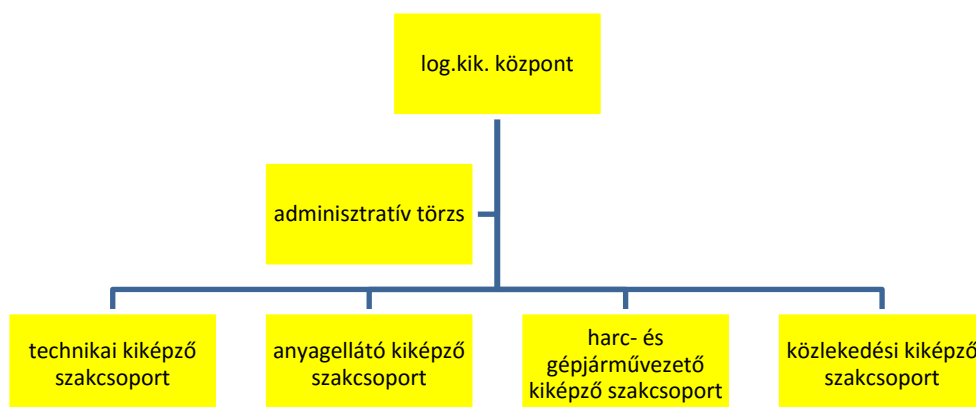 log.kik. központ
adminisztratív törzs
technikai kiképző
szakcsoport
anyagellátó kiképző
szakcsoport
harc- és
gépjárművezető
kiképző szakcsoport
közlekedési kiképző
szakcsoport